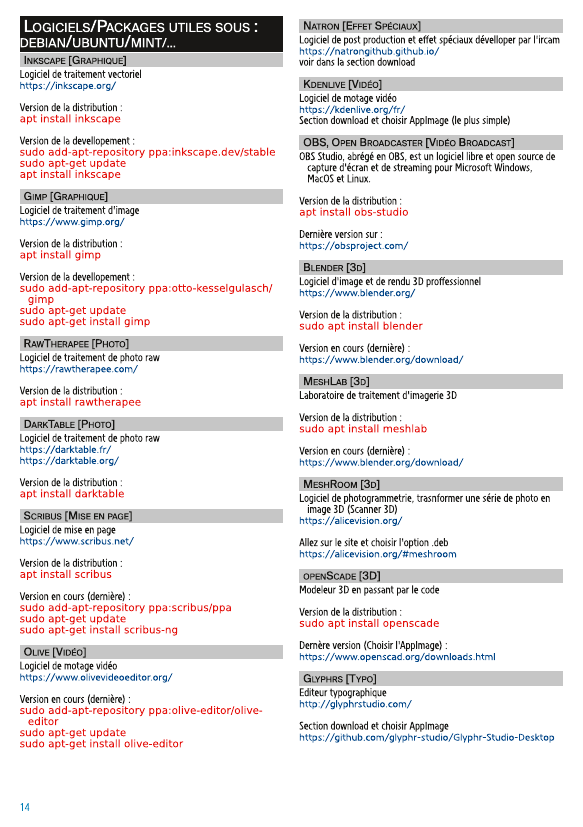 Logiciels/Packages utiles sous :
debian/ubuntu/mint/...
Inkscape [Graphique]
Logiciel de traitement vectoriel
https://inkscape.org/
Version de la distribution :
apt install inkscape
Version de la devellopement :
sudo add-apt-repository ppa:inkscape.dev/stable
sudo apt-get update
apt install inkscape
Gimp [Graphique]
Logiciel de traitement d'image
https://www.gimp.org/
Version de la distribution :
apt install gimp
Version de la devellopement :
sudo add-apt-repository ppa:otto-kesselgulasch/
gimp
sudo apt-get update
sudo apt-get install gimp
RawTherapee [Photo]
Logiciel de traitement de photo raw
https://rawtherapee.com/
Version de la distribution :
apt install rawtherapee
DarkTable [Photo]
Logiciel de traitement de photo raw
https://darktable.fr/
https://darktable.org/
Version de la distribution :
apt install darktable
Scribus [Mise en page]
Logiciel de mise en page
https://www.scribus.net/
Version de la distribution :
apt install scribus
Version en cours (dernière) :
sudo add-apt-repository ppa:scribus/ppa
sudo apt-get update
sudo apt-get install scribus-ng
Olive [Vidéo]
Logiciel de motage vidéo
https://www.olivevideoeditor.org/
Version en cours (dernière) :
sudo add-apt-repository ppa:olive-editor/olive-
editor
sudo apt-get update
sudo apt-get install olive-editor
Natron [Effet Spéciaux]
Logiciel de post production et effet spéciaux dévelloper par l'ircam
https://natrongithub.github.io/
voir dans la section download
Kdenlive [Vidéo]
Logiciel de motage vidéo
https://kdenlive.org/fr/
Section download et choisir AppImage (le plus simple)
OBS, Open Broadcaster [Vidéo Broadcast]
OBS Studio, abrégé en OBS, est un logiciel libre et open source de
capture d'écran et de streaming pour Microsoft Windows,
MacOS et Linux.
Version de la distribution :
apt install obs-studio
Dernière version sur :
https://obsproject.com/
Blender [3d]
Logiciel d'image et de rendu 3D proffessionnel
https://www.blender.org/
Version de la distribution :
sudo apt install blender
Version en cours (dernière) :
https://www.blender.org/download/
MeshLab [3d]
Laboratoire de traitement d'imagerie 3D
Version de la distribution :
sudo apt install meshlab
Version en cours (dernière) :
https://www.blender.org/download/
MeshRoom [3d]
Logiciel de photogrammetrie, trasnformer une série de photo en
image 3D (Scanner 3D)
https://alicevision.org/
Allez sur le site et choisir l'option .deb
https://alicevision.org/#meshroom
openScade [3D]
Modeleur 3D en passant par le code
Version de la distribution :
sudo apt install openscade
Dernère version (Choisir l'AppImage) :
https://www.openscad.org/downloads.html
Glyphrs [Typo]
Editeur typographique
http://glyphrstudio.com/
Section download et choisir AppImage
https://github.com/glyphr-studio/Glyphr-Studio-Desktop
14